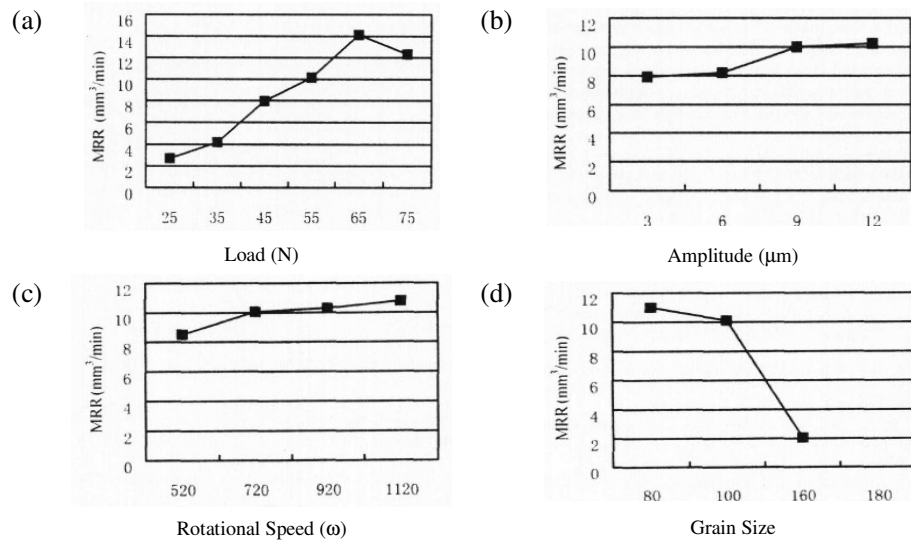 (a)
MRR (mm³/min)
16
14
12
10
8
6
4
2
0
25 35 45 55 65 75
Load (N)
(b)
MRR (mm³/min)
12
10
8
6
4
2
0
3 6 9 12
Amplitude (μm)
(c)
MRR (mm³/min)
12
10
8
6
4
2
0
520 720 920 1120
Rotational Speed (ω)
(d)
MRR (mm³/min)
12
10
8
6
4
2
0
80 100 160 180
Grain Size